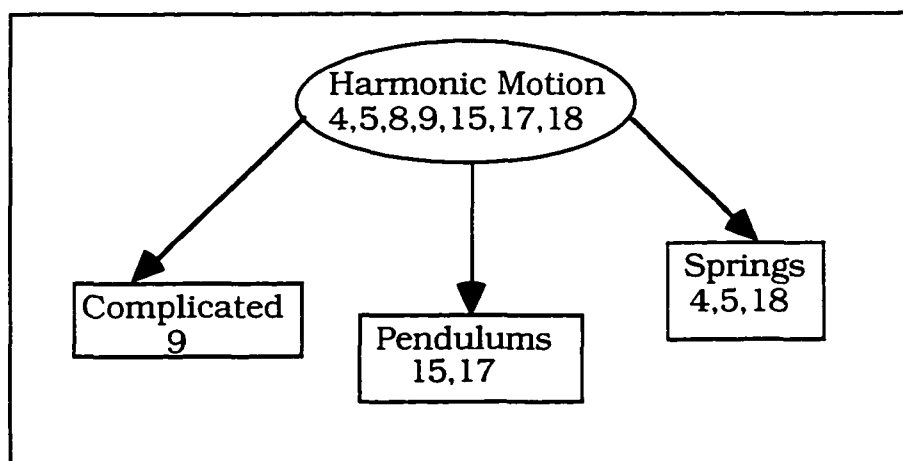 Harmonic Motion
4,5,8,9,15,17,18
Complicated
9
Pendulums
15,17
Springs
4,5,18